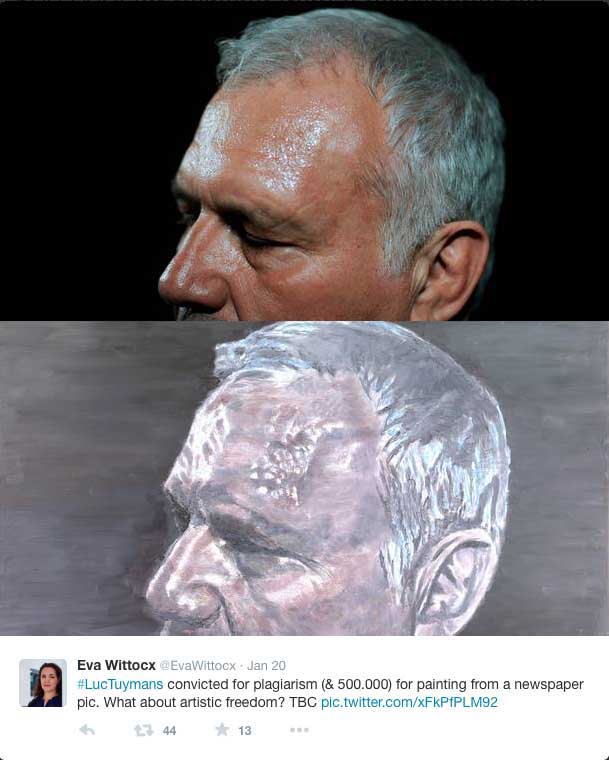 Eva Wittocx @EvaWittocx · Jan 20
#LucTuymans convicted for plagiarism (& 500.000) for painting from a newspaper
pic. What about artistic freedom? TBC pic.twitter.com/xFkPfPLM92
44 13